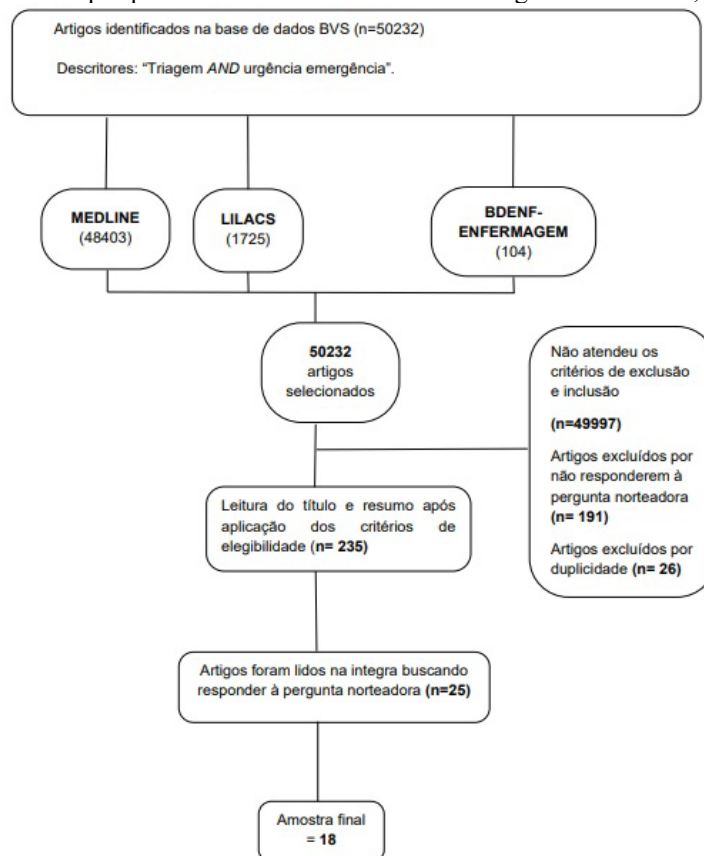 Artigos identificados na base de dados BVS (n=50232)
Descritores: “Triagem AND urgência emergência”.
MEDLINE
(48403)
LILACS
(1725)
BDENF-
ENFERMAGEM
(104)
50232
artigos
selecionados
Não atendeu os
critérios de exclusão
e inclusão
(n=49997)
Artigos excluídos por
não responderem à
pergunta norteadora
(n= 191)
Artigos excluídos por
duplicidade (n= 26)
Leitura do título e resumo após
aplicação dos critérios de
elegibilidade (n= 235)
Artigos foram lidos na integra buscando
responder à pergunta norteadora (n=25)
Amostra final
= 18